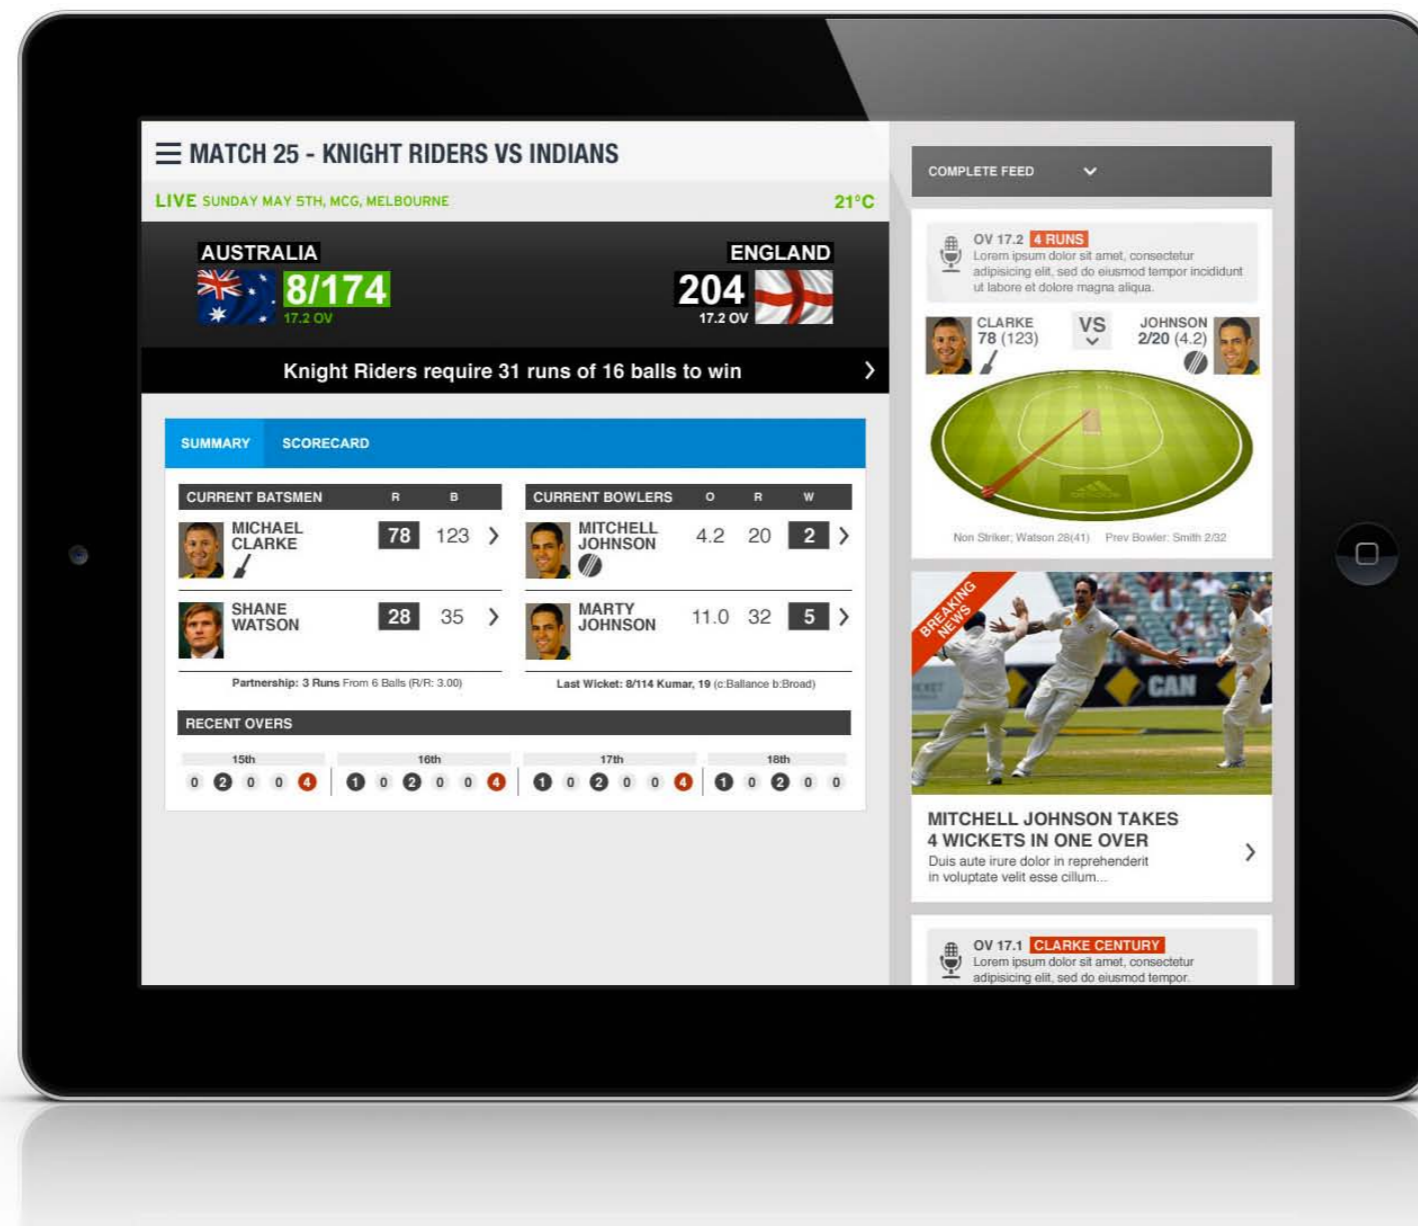 MATCH 25 - KNIGHT RIDERS VS INDIANS
LIVE SUNDAY MAY 5TH, MCG, MELBOURNE
21°C
AUSTRALIA
8/174
17.2 OV
ENGLAND
204
17.2 OV
Knight Riders require 31 runs of 16 balls to win
SUMMARY
SCORECARD
CURRENT BATSMEN R B
MICHAEL
CLARKE
78 123
SHANE
WATSON
28 35
Partnership: 3 Runs From 6 Balls (R/R: 3.00)
CURRENT BOWLERS O R W
MITCHELL
JOHNSON
4.2 20 2
MARTY
JOHNSON
11.0 32 5
Last Wicket: 8/114 Kumar, 19 (c:Ballance b:Broad)
RECENT OVERS
15th 16th 17th 18th
0 2 0 0 4 1 0 2 0 0 4 1 0 2 0 0 4 1 0 2 0 0
COMPLETE FEED
OV 17.2 4 RUNS
Lorem ipsum dolor sit amet, consectetur
adipisicing elit, sed do eiusmod tempor incididunt
ut labore et dolore magna aliqua.
CLARKE
78 (123)
VS
JOHNSON
2/20 (4.2)
adidas
Non Striker; Watson 28(41) Prev Bowler: Smith 2/32
BREAKING
NEWS
CAN
MITCHELL JOHNSON TAKES
4 WICKETS IN ONE OVER
Duis aute irure dolor in reprehenderit
in voluptate velit esse cillum...
OV 17.1 CLARKE CENTURY
Lorem ipsum dolor sit amet, consectetur
adipisicing elit, sed do eiusmod tempor.